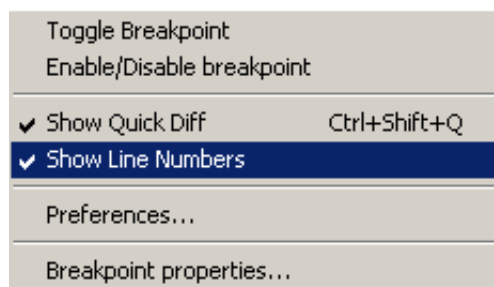 Toggle Breakpoint
Enable/Disable breakpoint
Show Quick Diff Ctrl+Shift+Q
Show Line Numbers
Preferences...
Breakpoint properties...